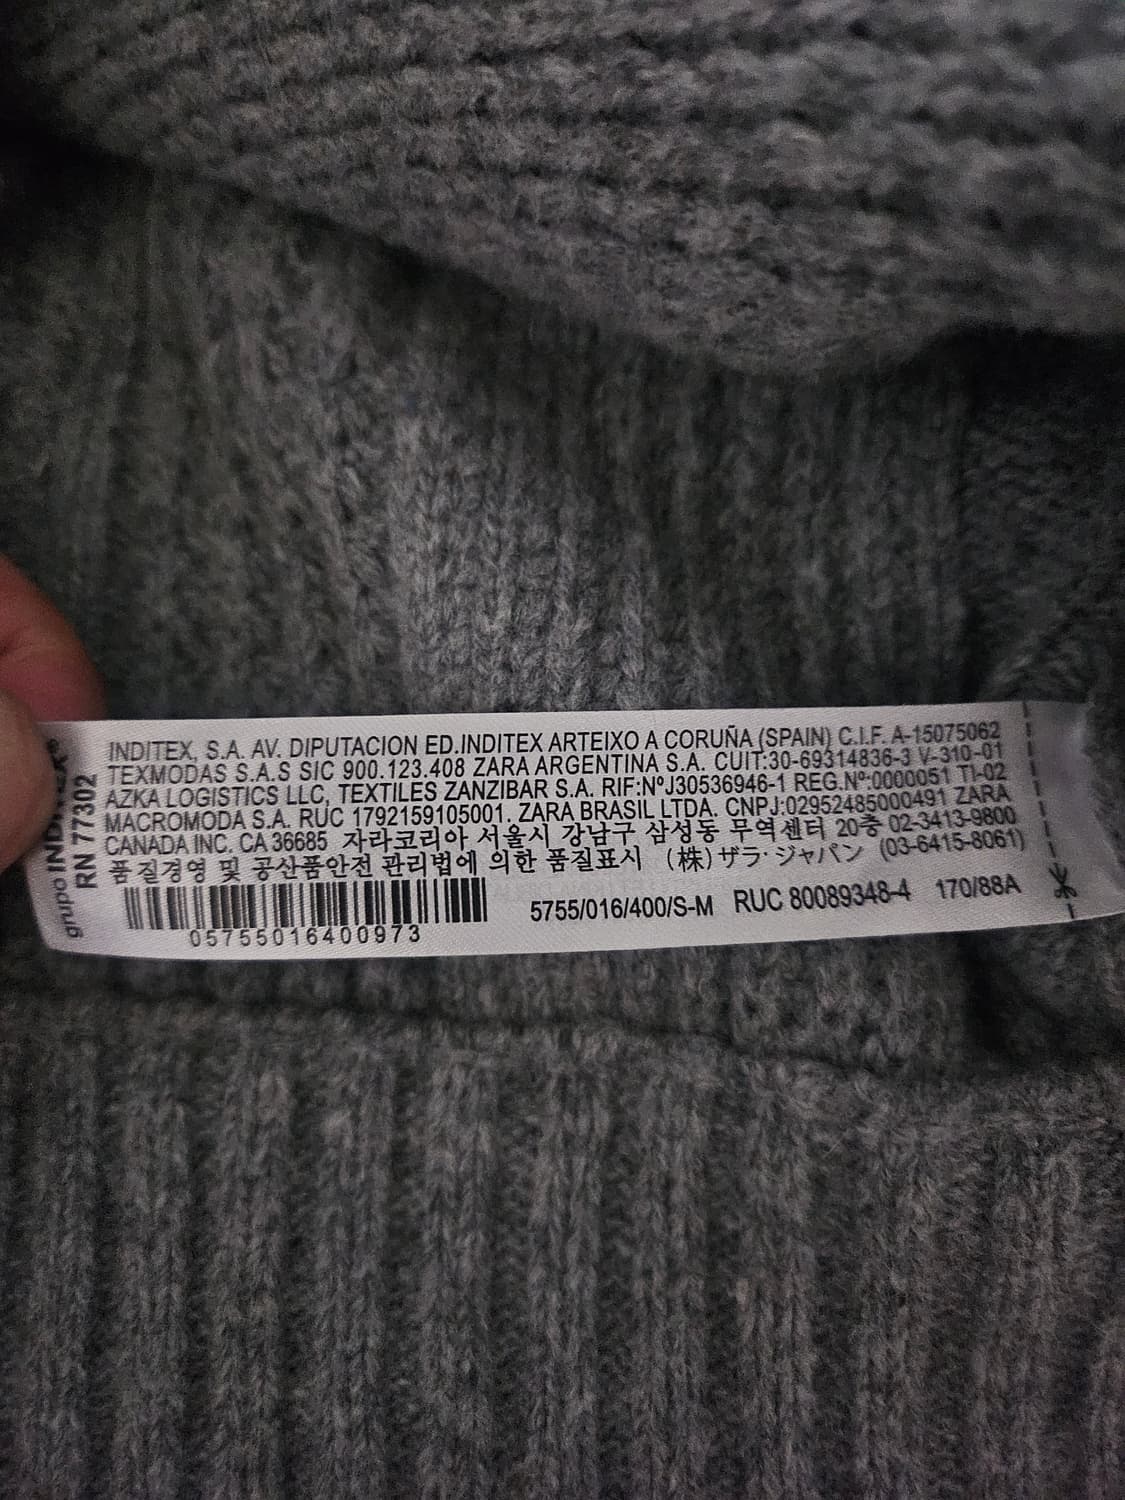 grupo INDITEX®
RN 77302
INDITEX, S.A. AV. DIPUTACION ED.INDITEX ARTEIXO A CORUÑA (SPAIN) C.I.F. A-15075062
TEXMODAS S.A.S SIC 900.123.408 ZARA ARGENTINA S.A. CUIT:30-69314836-3 V-310-01
AZKA LOGISTICS LLC, TEXTILES ZANZIBAR S.A. RIF:NºJ30536946-1 REG.Nº:0000051 TI-02
MACROMODA S.A. RUC 1792159105001. ZARA BRASIL LTDA. CNPJ:02952485000491 ZARA
CANADA INC. CA 36685 자라코리아 서울시 강남구 삼성동 무역센터 20층 02-3413-9800
품질경영 및 공산품안전 관리법에 의한 품질표시 (株)ザラ·ジャパン (03-6415-8061)
05755016400973
5755/016/400/S-M RUC 80089348-4 170/88A